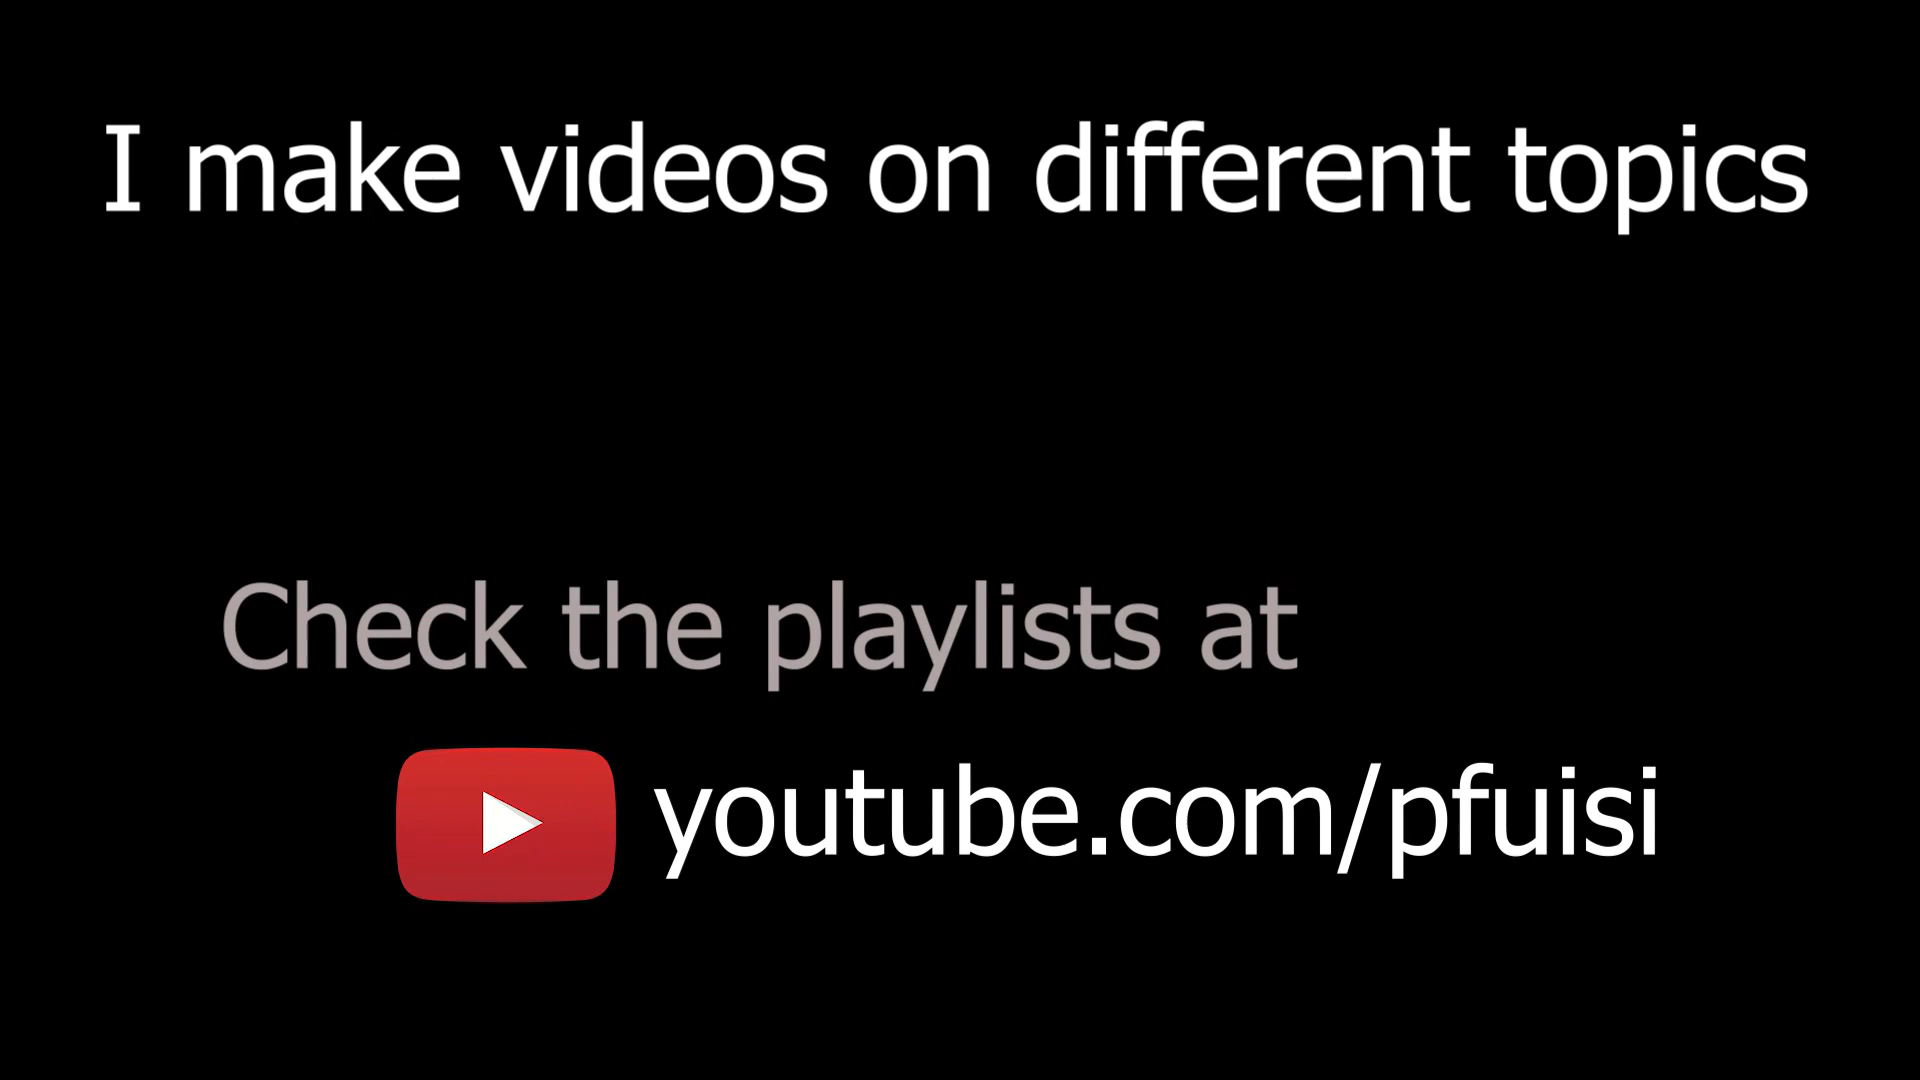 I make videos on different topics
Check the playlists at
youtube.com/pfuisi